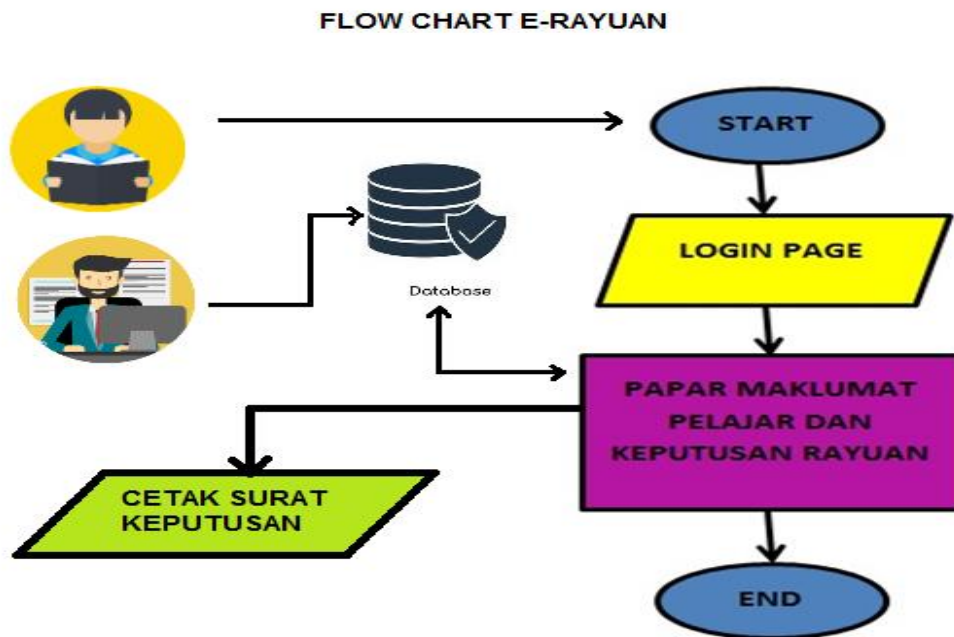 FLOW CHART E-RAYUAN
START
LOGIN PAGE
Database
PAPAR MAKLUMAT
PELAJAR DAN
KEPUTUSAN RAYUAN
CETAK SURAT
KEPUTUSAN
END